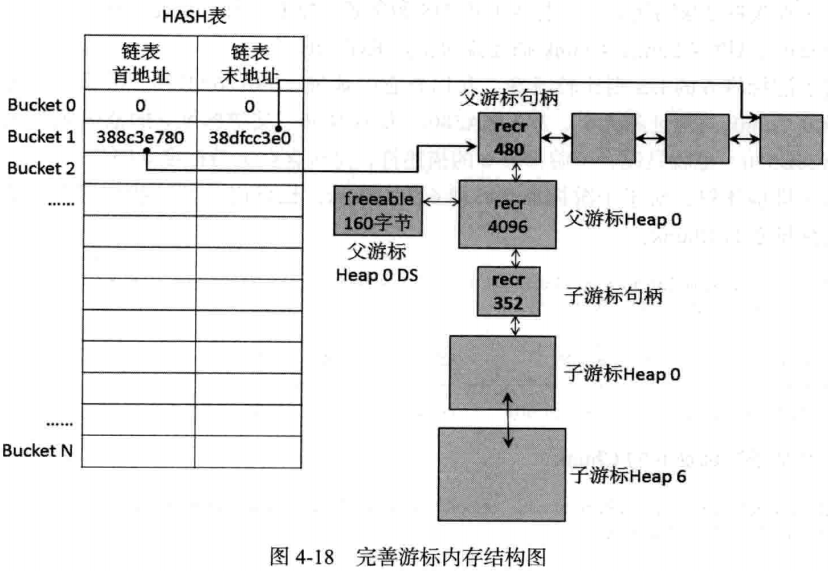 HASH表
链表 首地址
链表 末地址
Bucket 0
0
0
Bucket 1
388c3e780
38dfcc3e0
Bucket 2
……
……
Bucket N
父游标句柄
recr
480
freeable
160字节
父游标
Heap 0 DS
recr
4096
父游标Heap 0
recr
352
子游标句柄
子游标Heap 0
子游标Heap 6
图 4-18 完善游标内存结构图